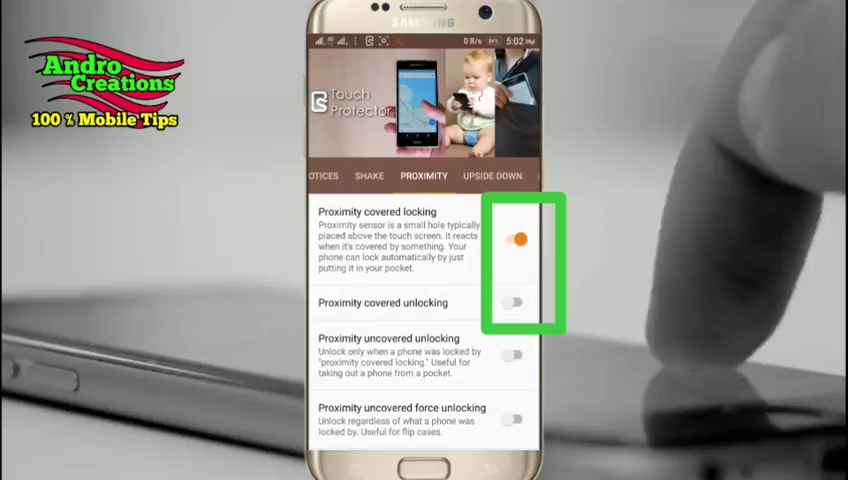 Andro
Creations
100 % Mobile Tips
SAMSUNG
0 B/s 94% 5:02 PM
Touch
Protector
OTICES SHAKE PROXIMITY UPSIDE DOWN
Proximity covered locking
Proximity sensor is a small hole typically
placed above the touch screen. It reacts
when it's covered by something. Your
phone can lock automatically by just
putting it in your pocket.
Proximity covered unlocking
Proximity uncovered unlocking
Unlock only when a phone was locked by
"proximity covered locking." Useful for
taking out a phone from a pocket.
Proximity uncovered force unlocking
Unlock regardless of what a phone was
locked by. Useful for flip cases.